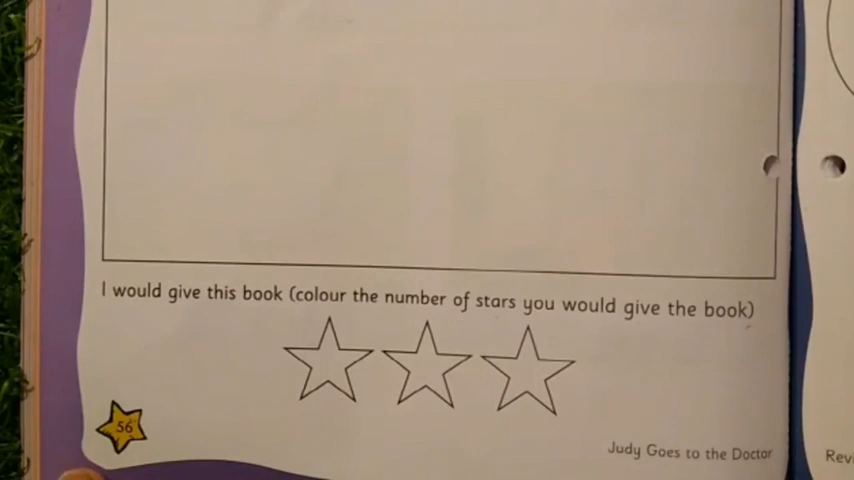 I would give this book (colour the number of stars you would give the book)
56
Judy Goes to the Doctor